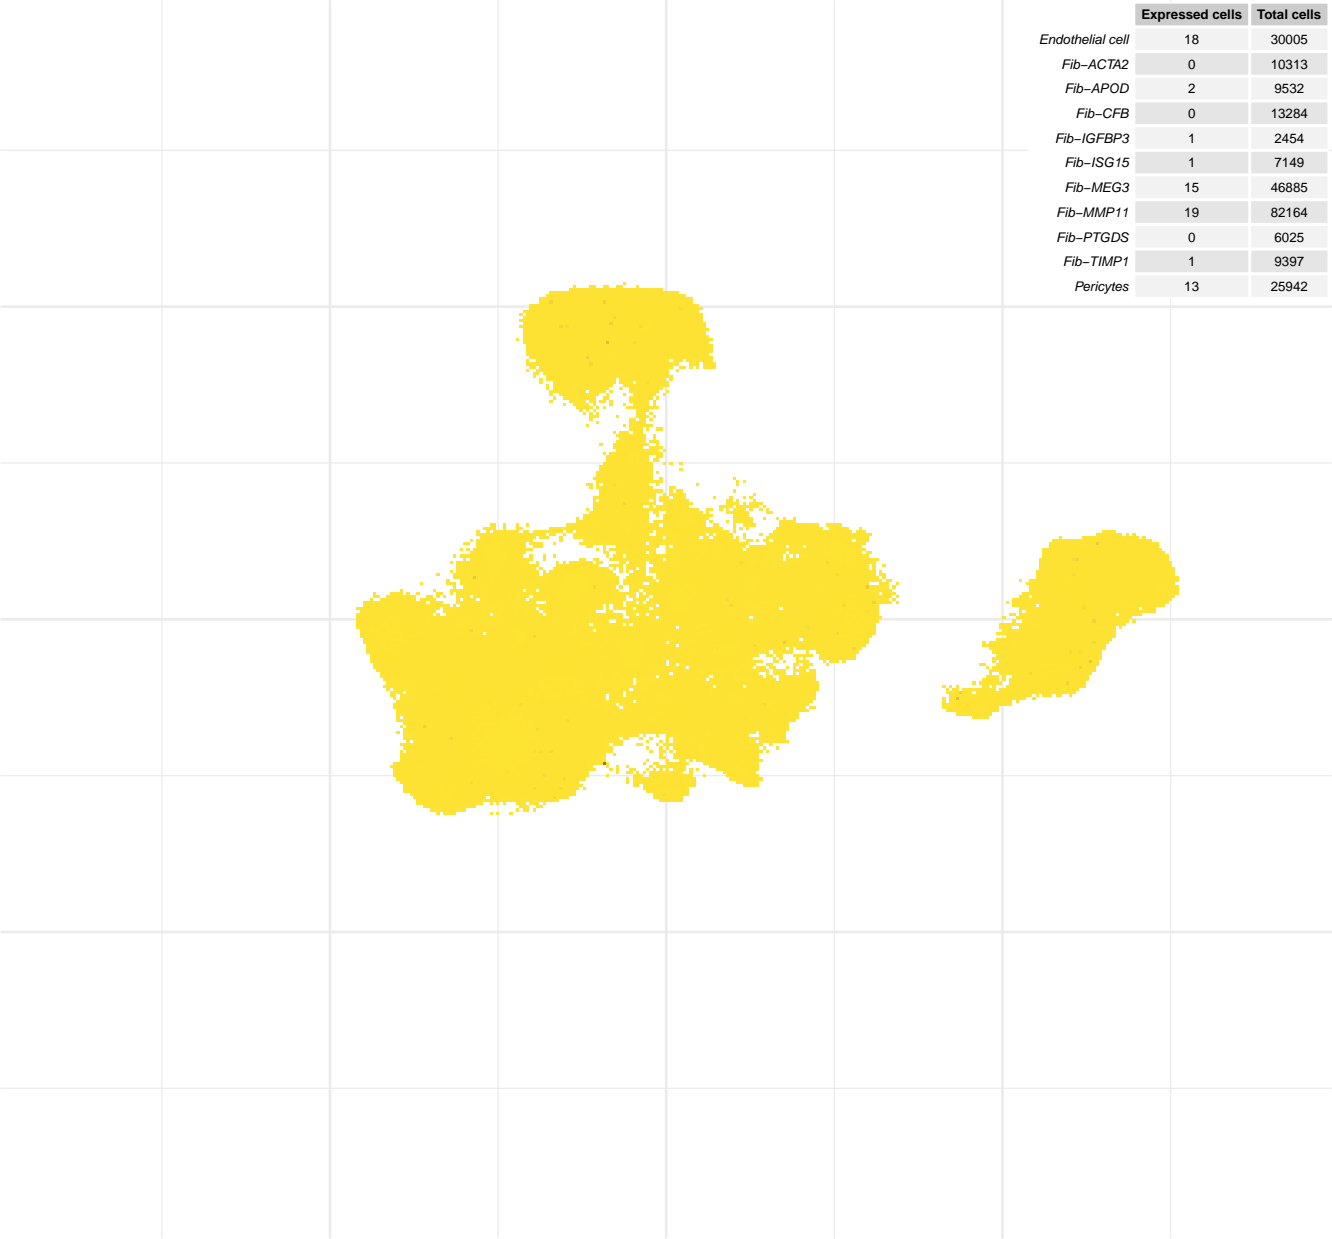 Expressed cells Total cells
Endothelial cell 18 30005
Fib−ACTA2 0 10313
Fib−APOD 2 9532
Fib−CFB 0 13284
Fib−IGFBP3 1 2454
Fib−ISG15 1 7149
Fib−MEG3 15 46885
Fib−MMP11 19 82164
Fib−PTGDS 0 6025
Fib−TIMP1 1 9397
Pericytes 13 25942